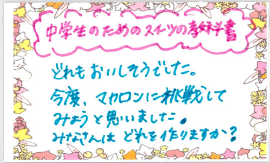 中学生のためのスイーツの教科書
どれもおいしそうでした。
今度、マカロンに挑戦して
みようと思いました。
みなさんは どれを作りますか?